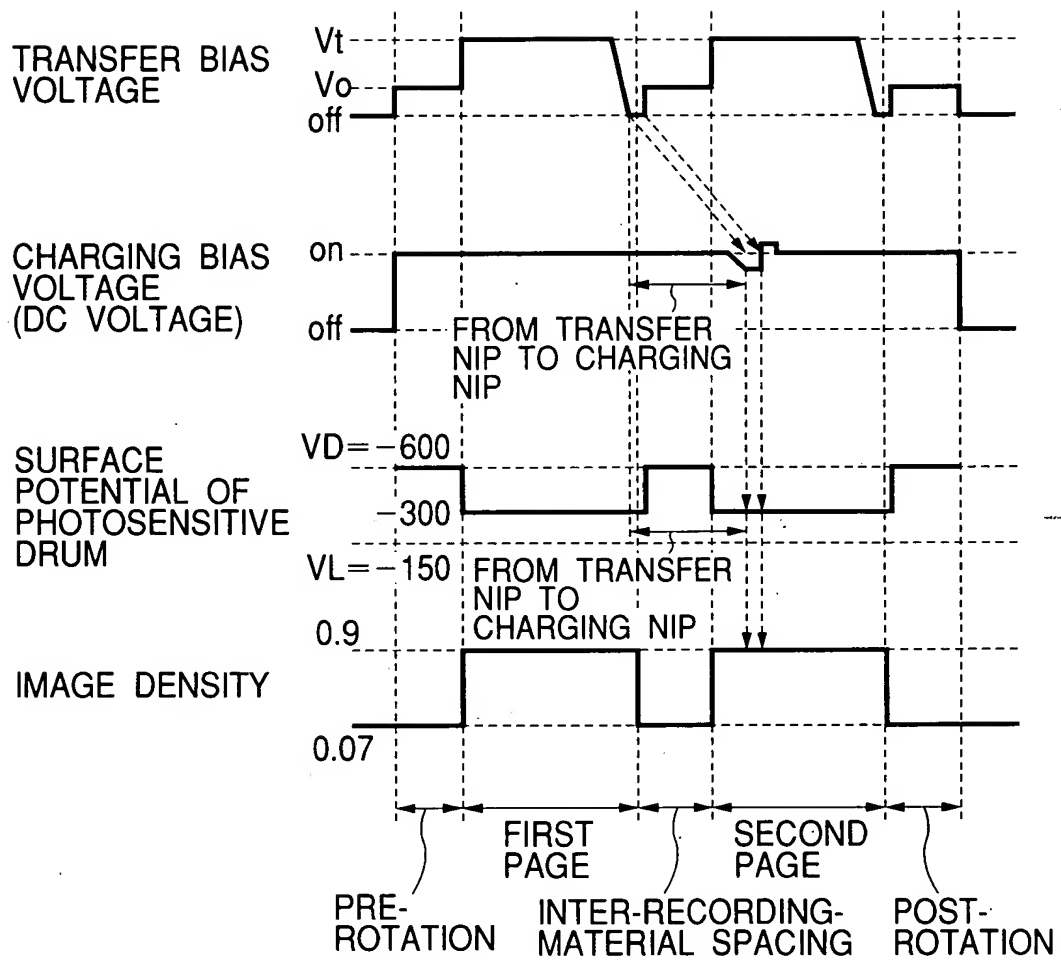 TRANSFER BIAS
VOLTAGE
Vt
Vo
off
CHARGING BIAS
VOLTAGE
(DC VOLTAGE)
on
off
FROM TRANSFER
NIP TO CHARGING
NIP
SURFACE
POTENTIAL OF
PHOTOSENSITIVE
DRUM
VD=-600
-300
VL=-150
FROM TRANSFER
NIP TO
CHARGING NIP
IMAGE DENSITY
0.9
0.07
FIRST
PAGE
SECOND
PAGE
PRE-
ROTATION
INTER-RECORDING-
MATERIAL SPACING
POST-
ROTATION